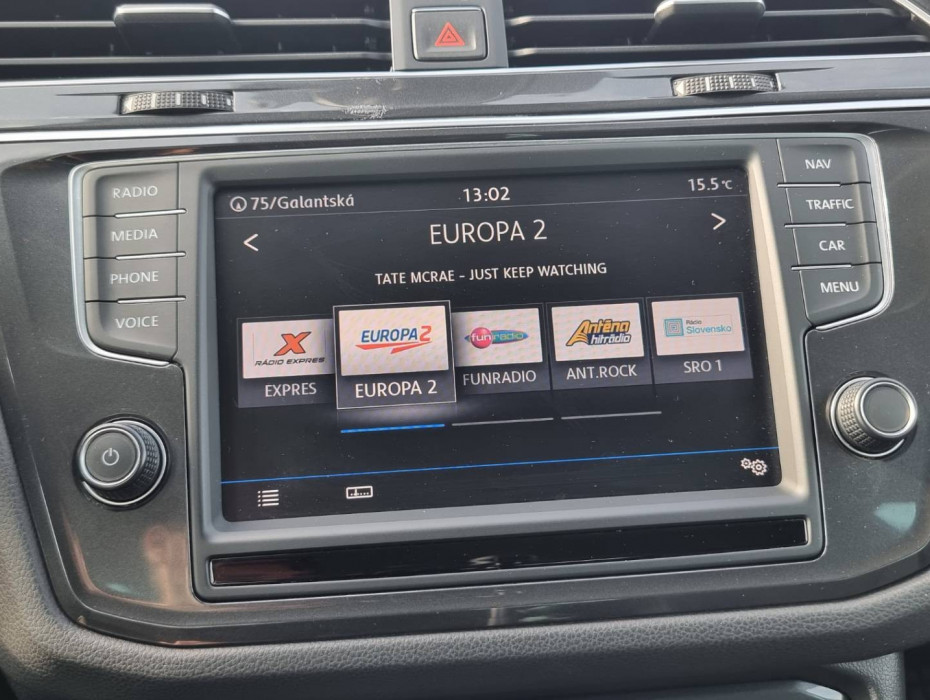 RADIO
MEDIA
PHONE
VOICE
75/Galantská
13:02
15.5°C
<
EUROPA 2
>
TATE MCRAE - JUST KEEP WATCHING
X
RÁDIO EXPRES
EXPRES
EUROPA 2
EUROPA 2
funradio
FUNRADIO
Anténa
hitrádio
ANT.ROCK
Rádio
Slovensko
SRO 1
NAV
TRAFFIC
CAR
MENU